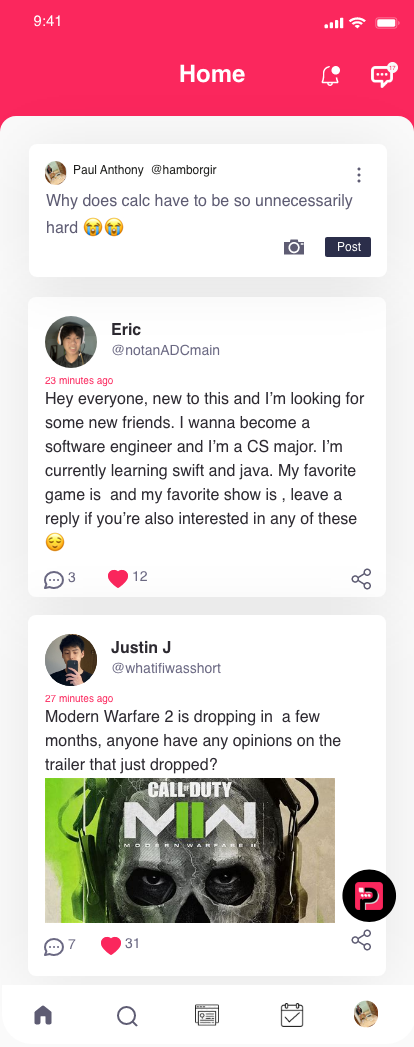 9:41
Home
Paul Anthony @hamborgir
Why does calc have to be so unnecessarily
hard 😭😭
Post
Eric
@notanADCmain
23 minutes ago
Hey everyone, new to this and I’m looking for
some new friends. I wanna become a
software engineer and I’m a CS major. I’m
currently learning swift and java. My favorite
game is  and my favorite show is , leave a
reply if you’re also interested in any of these
😌
3 12
Justin J
@whatifiwasshort
27 minutes ago
Modern Warfare 2 is dropping in  a few
months, anyone have any opinions on the
trailer that just dropped?
CALL OF DUTY
MWII
MODERN WARFARE II
7 31